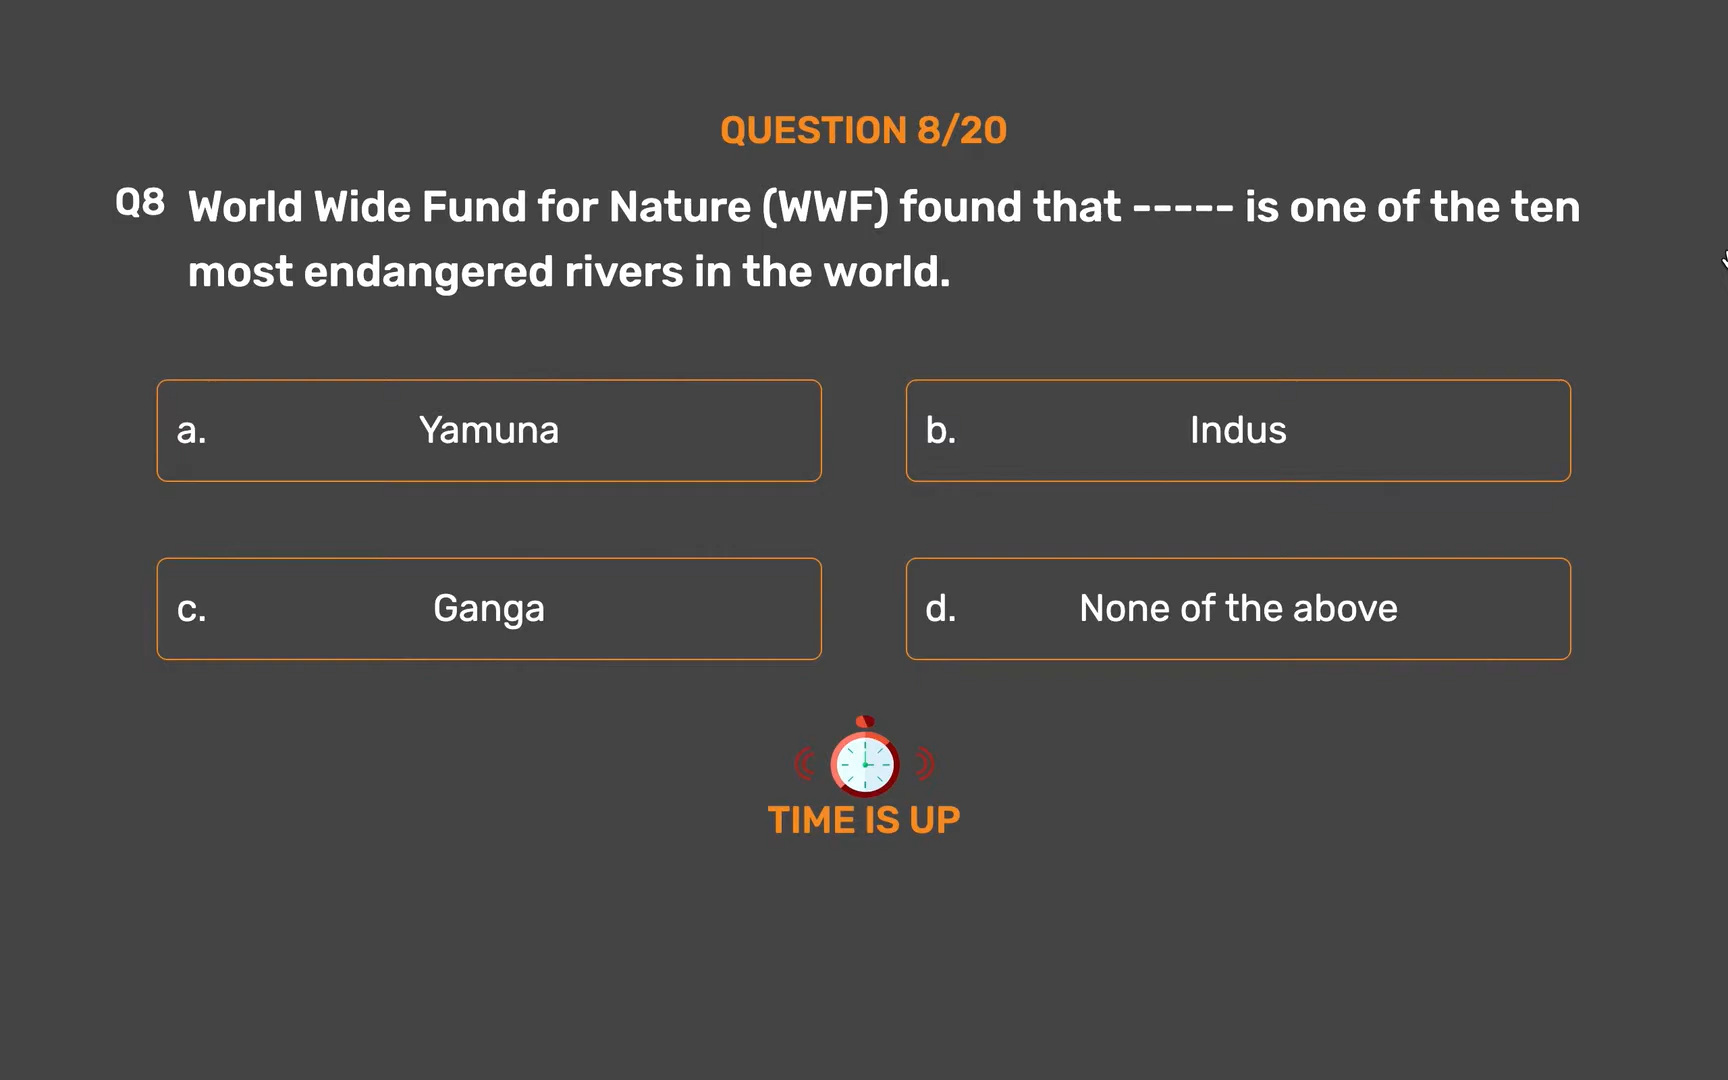 QUESTION 8/20
Q8 World Wide Fund for Nature (WWF) found that ----- is one of the ten
most endangered rivers in the world.
a. Yamuna
b. Indus
c. Ganga
d. None of the above
TIME IS UP